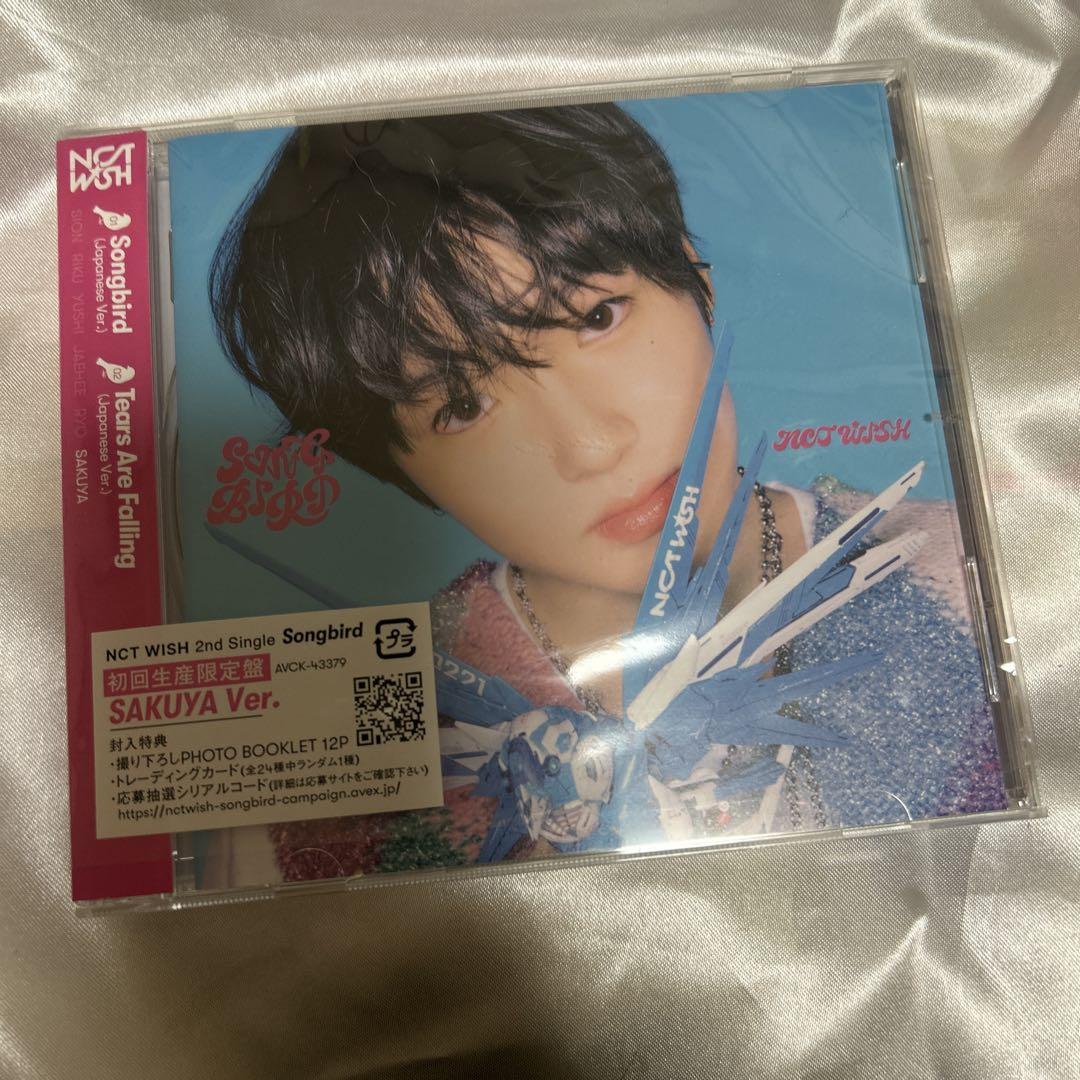 NCT WISH
01 Songbird
(Japanese Ver.)
02 Tears Are Falling
(Japanese Ver.)
SION RIKU YUSHI JAEHEE RYO SAKUYA
SONG
BIRD
NCT WISH
NCT WISH
0221
NCT WISH 2nd Single Songbird
プラ
初回生産限定盤 AVCK-43379
SAKUYA Ver.
封入特典
・撮り下ろしPHOTO BOOKLET 12P
・トレーディングカード(全24種中ランダム1種)
・応募抽選シリアルコード(詳細は応募サイトをご確認下さい)
https://nctwish-songbird-campaign.avex.jp/